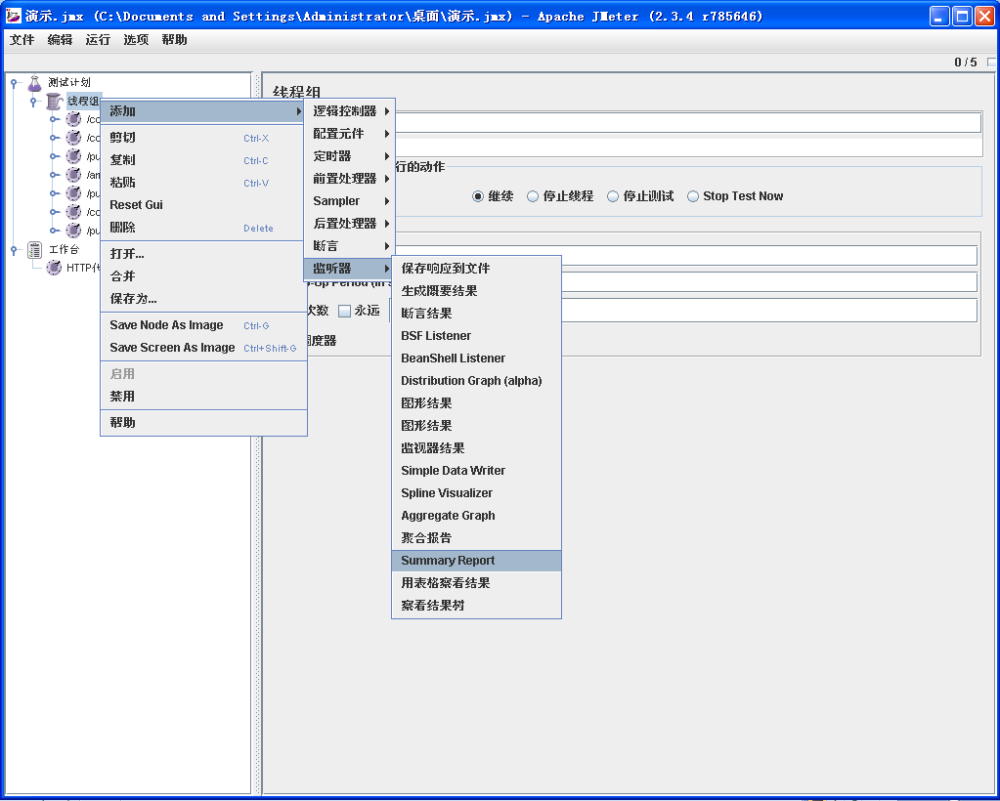 演示.jmx (C:\Documents and Settings\Administrator\桌面\演示.jmx) - Apache JMeter (2.3.4 r785646)
文件 编辑 运行 选项 帮助
0 / 5
测试计划
线程组
/co
/co
/pu
/an
/pu
/co
/pu
工作台
HTTP代
添加
剪切 Ctrl-X
复制 Ctrl-C
粘贴 Ctrl-V
Reset Gui
删除 Delete
打开...
合并
保存为...
Save Node As Image Ctrl-G
Save Screen As Image Ctrl+Shift-G
启用
禁用
帮助
逻辑控制器
配置元件
定时器
前置处理器
Sampler
后置处理器
断言
监听器
保存响应到文件
生成概要结果
断言结果
BSF Listener
BeanShell Listener
Distribution Graph (alpha)
图形结果
图形结果
监视器结果
Simple Data Writer
Spline Visualizer
Aggregate Graph
聚合报告
Summary Report
用表格察看结果
察看结果树
线程组
行的动作
继续 停止线程 停止测试 Stop Test Now
-Up Period (in s
次数 永远
度器